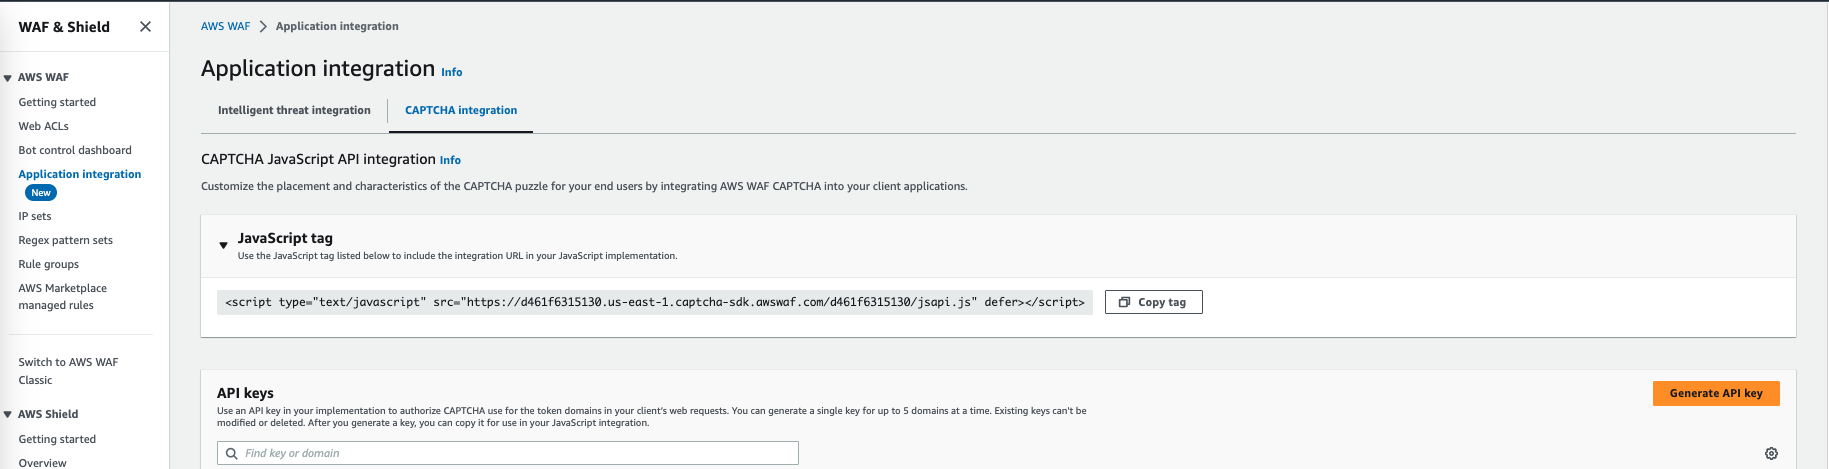 WAF & Shield
AWS WAF
Getting started
Web ACLs
Bot control dashboard
Application integration
New
IP sets
Regex pattern sets
Rule groups
AWS Marketplace
managed rules
Switch to AWS WAF
Classic
AWS Shield
Getting started
Overview
AWS WAF > Application integration
Application integration Info
Intelligent threat integration
CAPTCHA integration
CAPTCHA JavaScript API integration Info
Customize the placement and characteristics of the CAPTCHA puzzle for your end users by integrating AWS WAF CAPTCHA into your client applications.
JavaScript tag
Use the JavaScript tag listed below to include the integration URL in your JavaScript implementation.
<script type="text/javascript" src="https://d461f6315130.us-east-1.captcha-sdk.awswaf.com/d461f6315130/jsapi.js" defer></script>
Copy tag
API keys
Generate API key
Use an API key in your implementation to authorize CAPTCHA use for the token domains in your client's web requests. You can generate a single key for up to 5 domains at a time. Existing keys can't be
modified or deleted. After you generate a key, you can copy it for use in your JavaScript integration.
Find key or domain